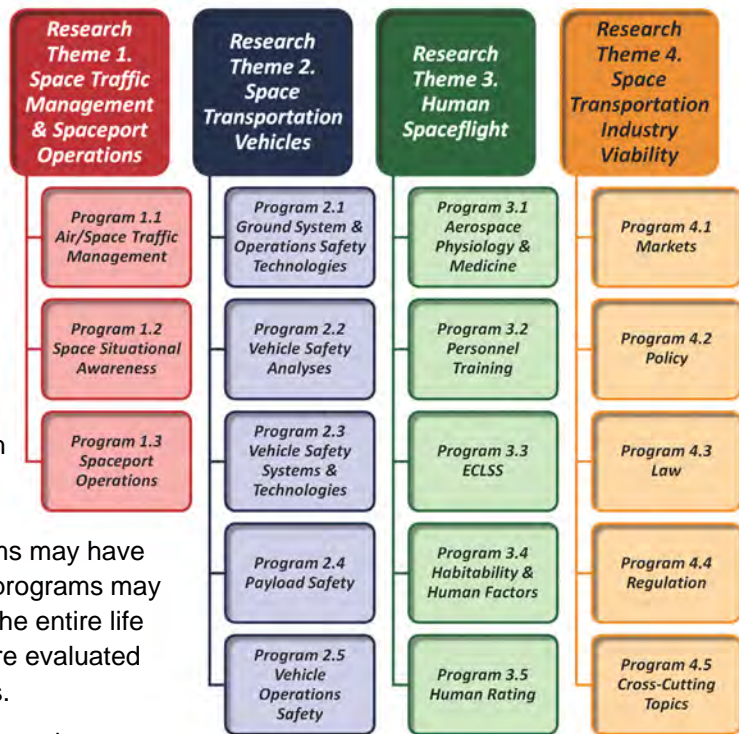 Research
Theme 1.
Space Traffic
Management
& Spaceport
Operations
Program 1.1
Air/Space Traffic
Management
Program 1.2
Space Situational
Awareness
Program 1.3
Spaceport
Operations
Research
Theme 2.
Space
Transportation
Vehicles
Program 2.1
Ground System &
Operations Safety
Technologies
Program 2.2
Vehicle Safety
Analyses
Program 2.3
Vehicle Safety
Systems &
Technologies
Program 2.4
Payload Safety
Program 2.5
Vehicle
Operations
Safety
Research
Theme 3.
Human
Spaceflight
Program 3.1
Aerospace
Physiology &
Medicine
Program 3.2
Personnel
Training
Program 3.3
ECLSS
Program 3.4
Habitability &
Human Factors
Program 3.5
Human Rating
Research
Theme 4.
Space
Transportation
Industry
Viability
Program 4.1
Markets
Program 4.2
Policy
Program 4.3
Law
Program 4.4
Regulation
Program 4.5
Cross-Cutting
Topics
ms may have
programs may
he entire life
re evaluated
s.